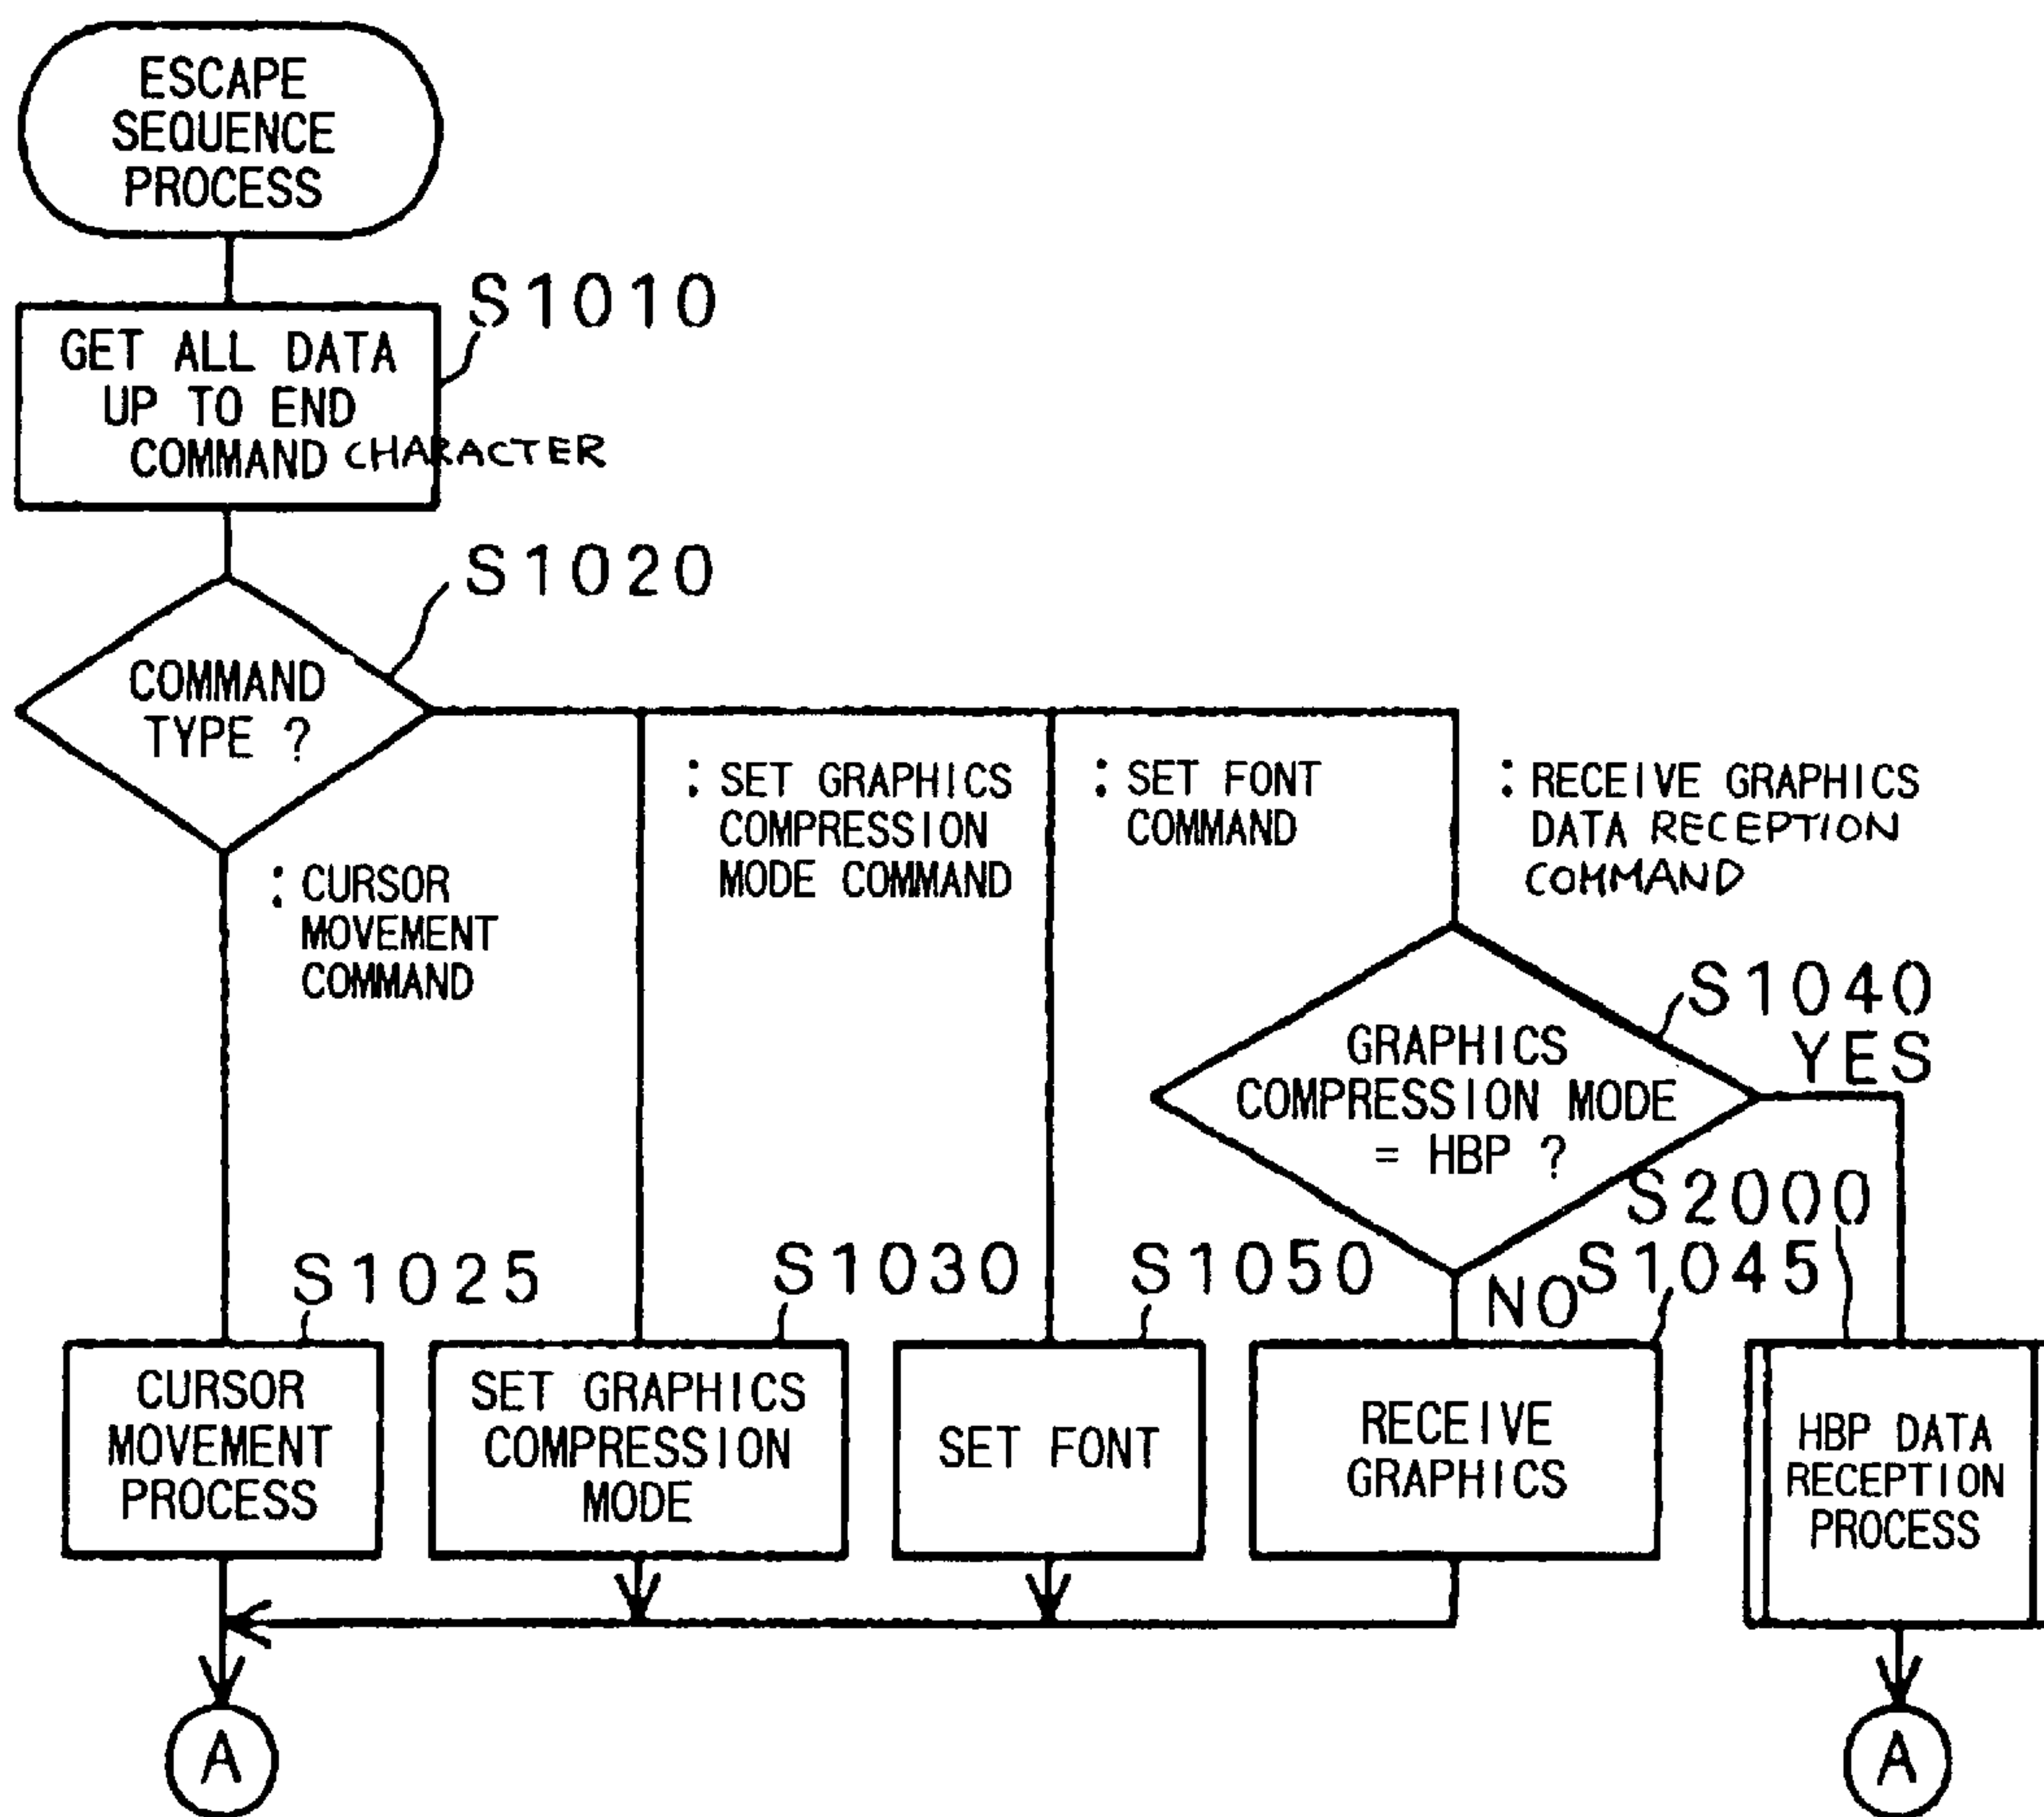 ESCAPE
SEQUENCE
PROCESS
S1010
GET ALL DATA
UP TO END
COMMAND CHARACTER
S1020
COMMAND
TYPE ?
: CURSOR
MOVEMENT
COMMAND
: SET GRAPHICS
COMPRESSION
MODE COMMAND
: SET FONT
COMMAND
: RECEIVE GRAPHICS
DATA RECEPTION
COMMAND
S1040
YES
GRAPHICS
COMPRESSION MODE
= HBP ?
NO
S1025
CURSOR
MOVEMENT
PROCESS
S1030
SET GRAPHICS
COMPRESSION
MODE
S1050
SET FONT
S1045
RECEIVE
GRAPHICS
S2000
HBP DATA
RECEPTION
PROCESS
A
A